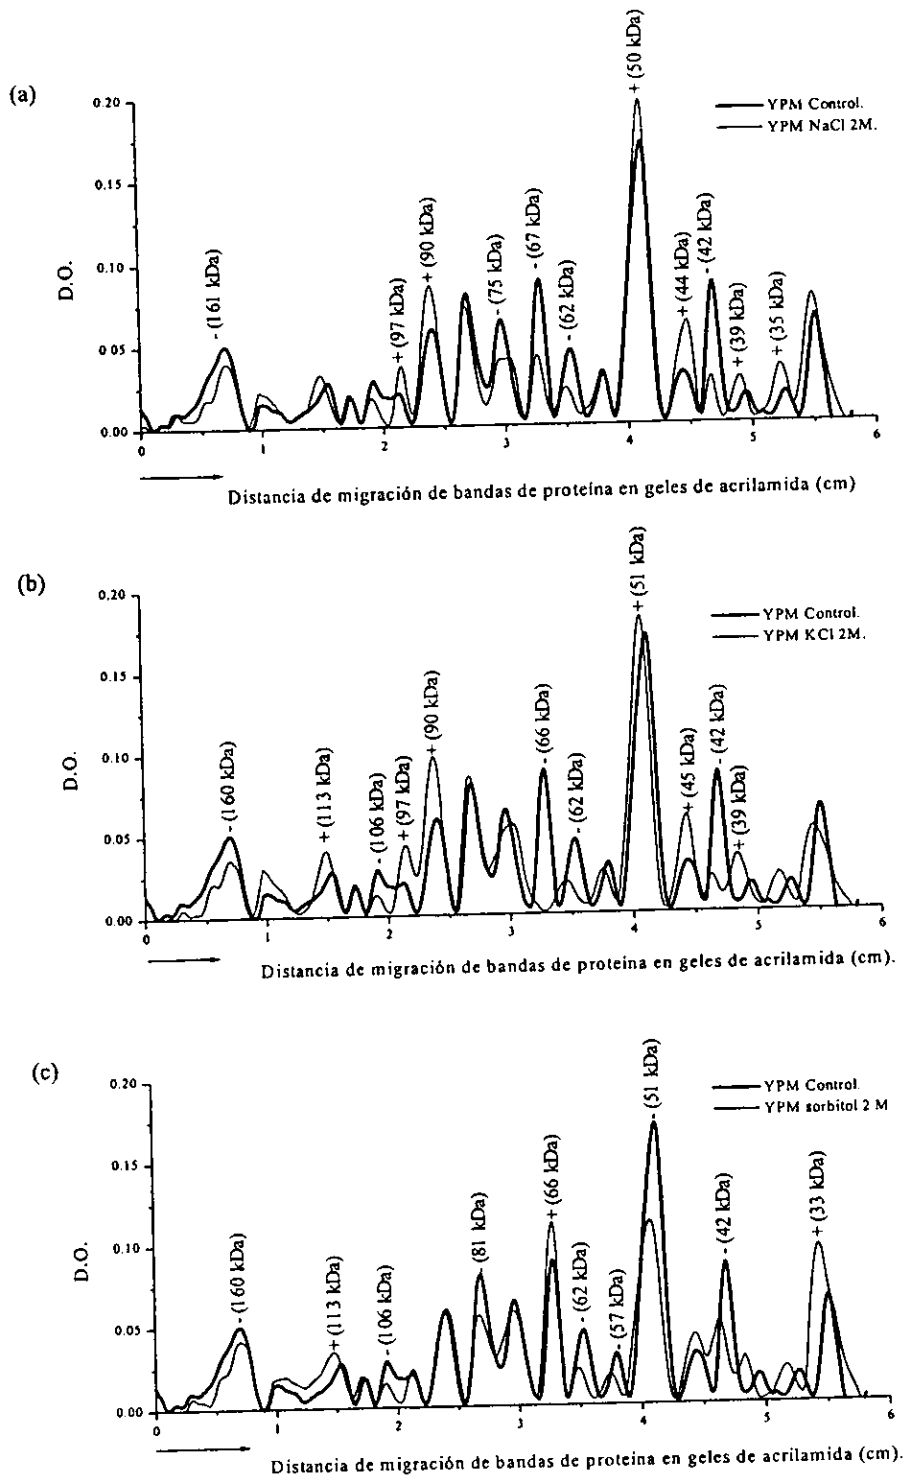 (a)
YPM Control.
YPM NaCl 2M.
D.O.
0.20
0.15
0.10
0.05
0.00
- (161 kDa)
+ (97 kDa)
+ (90 kDa)
- (75 kDa)
- (67 kDa)
- (62 kDa)
+ (50 kDa)
+ (44 kDa)
- (42 kDa)
+ (39 kDa)
+ (35 kDa)
0 1 2 3 4 5 6
Distancia de migración de bandas de proteína en geles de acrilamida (cm)
(b)
YPM Control.
YPM KCl 2M.
D.O.
0.20
0.15
0.10
0.05
0.00
- (160 kDa)
+ (113 kDa)
- (106 kDa)
+ (97 kDa)
+ (90 kDa)
- (66 kDa)
- (62 kDa)
+ (51 kDa)
+ (45 kDa)
- (42 kDa)
+ (39 kDa)
0 1 2 3 4 5 6
Distancia de migración de bandas de proteína en geles de acrilamida (cm).
(c)
YPM Control.
YPM sorbitol 2 M
D.O.
0.20
0.15
0.10
0.05
0.00
- (160 kDa)
+ (113 kDa)
- (106 kDa)
- (81 kDa)
+ (66 kDa)
- (62 kDa)
- (57 kDa)
- (51 kDa)
- (42 kDa)
+ (33 kDa)
0 1 2 3 4 5 6
Distancia de migración de bandas de proteína en geles de acrilamida (cm).